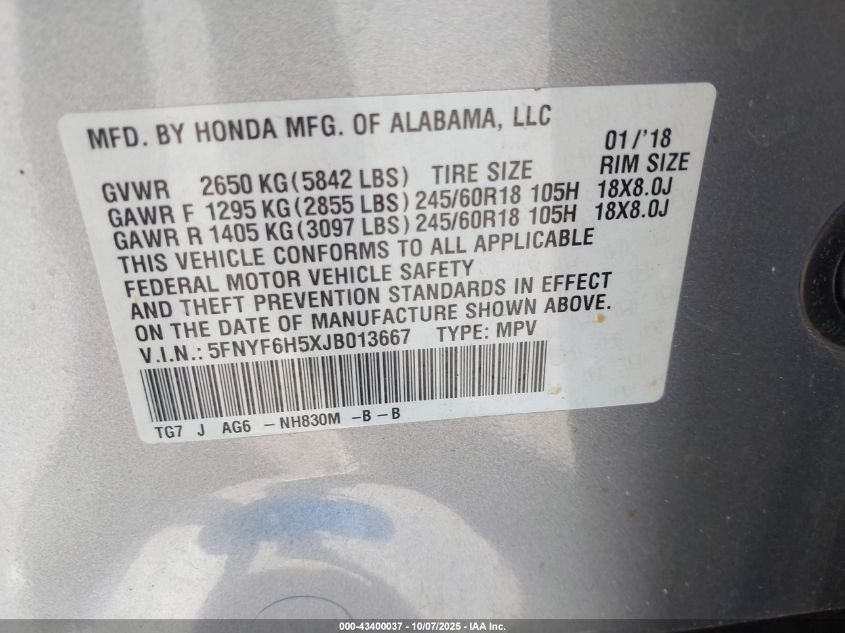 MFD. BY HONDA MFG. OF ALABAMA, LLC 01/'18
GVWR 2650 KG(5842 LBS) TIRE SIZE RIM SIZE
GAWR F 1295 KG(2855 LBS) 245/60R18 105H 18X8.0J
GAWR R 1405 KG(3097 LBS) 245/60R18 105H 18X8.0J
THIS VEHICLE CONFORMS TO ALL APPLICABLE
FEDERAL MOTOR VEHICLE SAFETY
AND THEFT PREVENTION STANDARDS IN EFFECT
ON THE DATE OF MANUFACTURE SHOWN ABOVE.
V.I.N.: 5FNYF6H5XJB013667 TYPE: MPV
TG7 J AG6 - NH830M - B - B
000-43400037 - 10/07/2025 - IAA Inc.